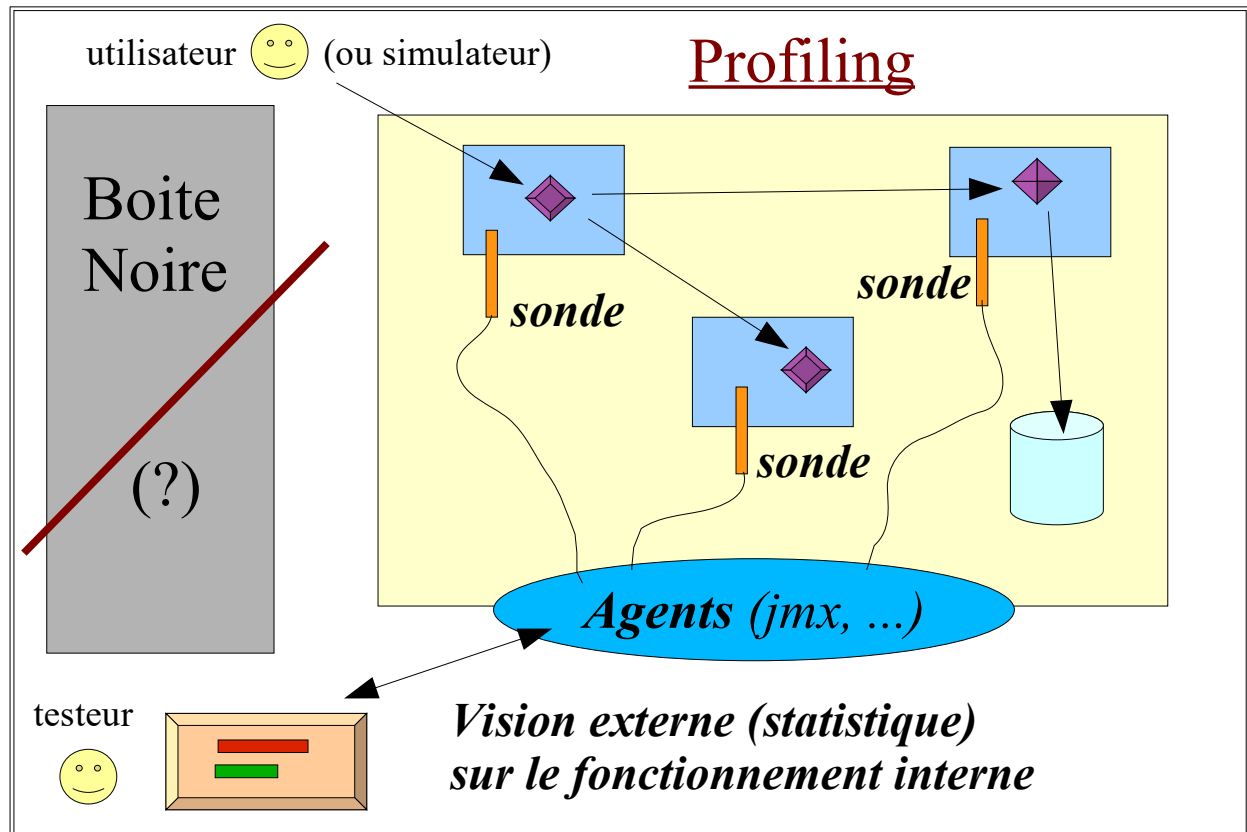 utilisateur (ou simulateur)
Profiling
Boite
Noire
(?)
sonde
sonde
sonde
Agents (jmx, ...)
testeur
Vision externe (statistique)
sur le fonctionnement interne